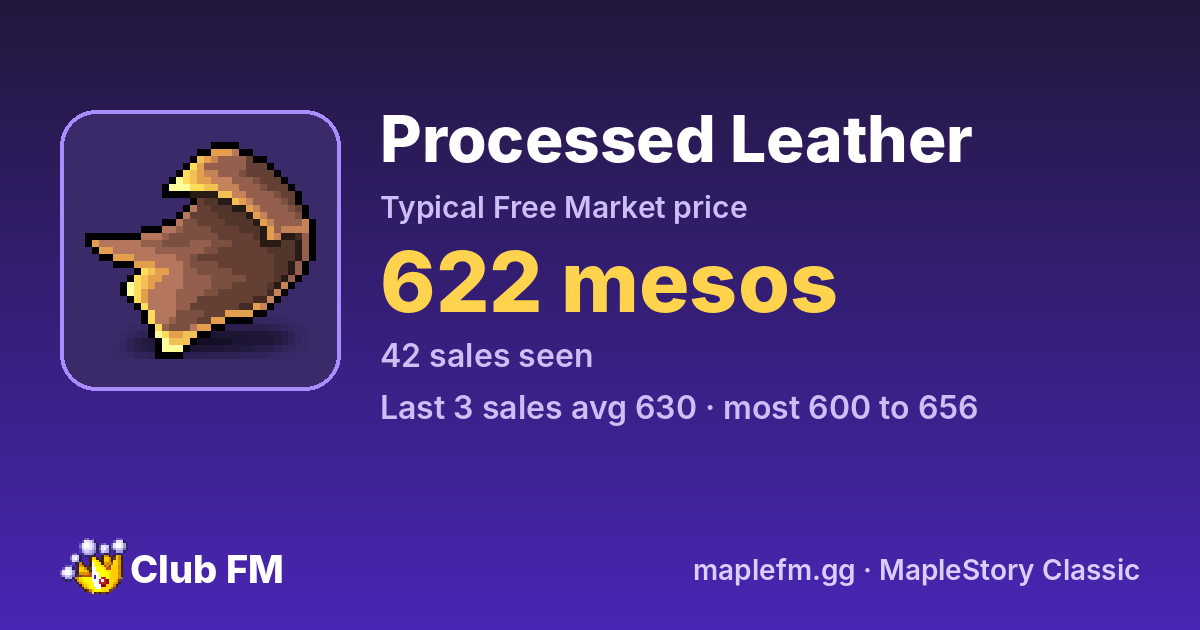 Processed Leather
Typical Free Market price
622 mesos
42 sales seen
Last 3 sales avg 630 · most 600 to 656
Club FM
maplefm.gg · MapleStory Classic